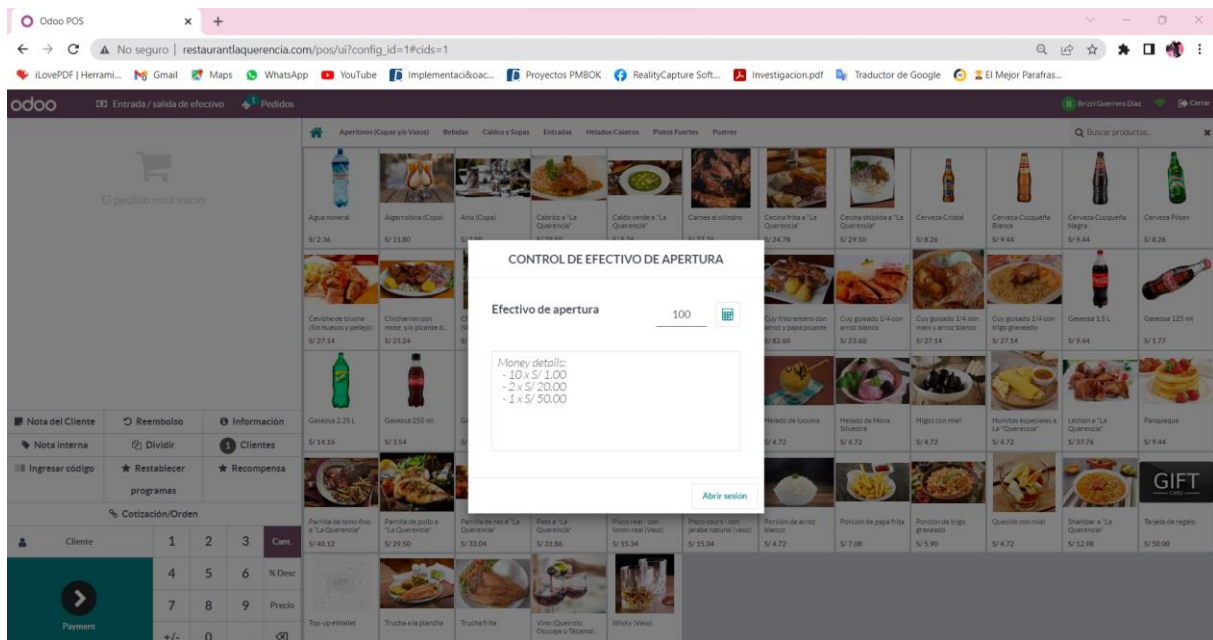 Odoo POS
No seguro | restaurantlaquerencia.com/pos/ui?config_id=1#cids=1
iLovePDF | Herrami... Gmail Maps WhatsApp YouTube Implementaci&oac... Proyectos PMBOK RealityCapture Soft... Investigacion.pdf Traductor de Google El Mejor Parafras...
odoo Entrada / salida de efectivo 1 Pedidos B Brizzi Guerrero Diaz Cerrar
Aperitivos (Copas y/o Vasos) Bebidas Caldos y Sopas Entradas Helados Caseros Platos Fuertes Postres Buscar productos...
El pedido está vacío
Agua mineral
S/ 2.36
Algarrobina (Copa)
S/ 11.80
Anis (Copa)
Cabrito a "La
Querencia"
Caldo verde a "La
Querencia"
Carnes al cilindro
Cecina frita a "La
Querencia"
S/ 24.78
Cecina shilpida a "La
Querencia"
S/ 29.50
Cerveza Cristal
S/ 8.26
Cerveza Cuzqueña
Blanca
S/ 9.44
Cerveza Cuzqueña
Negra
S/ 9.44
Cerveza Pilsen
S/ 8.26
CONTROL DE EFECTIVO DE APERTURA
Efectivo de apertura 100
Money details:
- 10 x S/ 1.00
- 2 x S/ 20.00
- 1 x S/ 50.00
Abrir sesión
Ceviche de trucha
(Sin huesos y pellejo)
S/ 27.14
Chicharrón con
mote, y/o picante d...
S/ 21.24
Cuy frito entero con
arroz y papa picante
S/ 82.60
Cuy guisado 1/4 con
arroz blanco
S/ 23.60
Cuy guisado 1/4 con
maní y arroz blanco
S/ 27.14
Cuy guisado 1/4 con
trigo graneado
S/ 27.14
Gaseosa 1,5 L
S/ 9.44
Gaseosa 125 ml
S/ 1.77
Gaseosa 2,25 L
S/ 14.16
Gaseosa 250 ml
S/ 3.54
Helado de lúcuma
S/ 4.72
Helado de Mora
Silvestre
S/ 4.72
Higos con miel
S/ 4.72
Humitas especiales a
La "Querencia"
S/ 4.72
Lechón a "La
Querencia"
S/ 37.76
Panqueque
S/ 9.44
Nota del Cliente Reembolso Información
Nota interna Dividir 1 Clientes
Ingresar código Restablecer programas Recompensa
Cotización/Orden
Parrilla de lomo fino
a "La Querencia"
S/ 40.12
Parrilla de pollo a
"La Querencia"
S/ 29.50
Parrilla de res a "La
Querencia"
S/ 33.04
Pato a "La
Querencia"
S/ 31.86
Pisco real - con
limón real (Vaso)
S/ 15.34
Pisco sours - con
jarabe natural (vaso)
S/ 15.34
Porción de arroz
blanco
S/ 4.72
Porción de papa frita
S/ 7.08
Porción de trigo
graneado
S/ 5.90
Quesillo con miel
S/ 4.72
Shambar a "La
Querencia"
S/ 12.98
GIFT
CARD
Tarjeta de regalo
S/ 50.00
Cliente 1 2 3 Cant.
4 5 6 % Desc
7 8 9 Precio
Payment
+/- 0
Top-up eWallet
Trucha a la plancha
Trucha frita
Vino (Queirolo,
Ocucaje o Tacama)...
Wisky (Vaso)